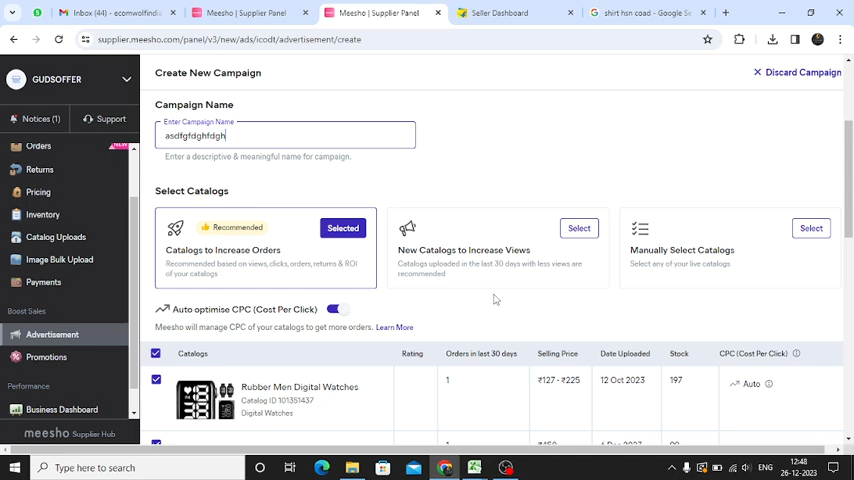 Inbox (44) - ecomwolfindia
Meesho | Supplier Panel
Meesho | Supplier Panel
Seller Dashboard
shirt hsn coad - Google Se
supplier.meesho.com/panel/v3/new/ads/icodt/advertisement/create
GUDSOFFER
Create New Campaign
Discard Campaign
Notices (1)
Support
Campaign Name
Enter Campaign Name
asdfgfdghfdgh
Enter a descriptive & meaningful name for campaign.
Orders
NEW
Returns
Pricing
Inventory
Catalog Uploads
Image Bulk Upload
Payments
Boost Sales
Advertisement
Promotions
Performance
Business Dashboard
meesho Supplier Hub
Select Catalogs
Recommended
Selected
Catalogs to Increase Orders
Recommended based on views, clicks, orders, returns & ROI
of your catalogs
Select
New Catalogs to Increase Views
Catalogs uploaded in the last 30 days with less views are
recommended
Select
Manually Select Catalogs
Select any of your live catalogs
Auto optimise CPC (Cost Per Click)
Meesho will manage CPC of your catalogs to get more orders. Learn More
Catalogs Rating Orders in last 30 days Selling Price Date Uploaded Stock CPC (Cost Per Click)
Rubber Men Digital Watches
Catalog ID 101351437
Digital Watches
1 ₹127 - ₹225 12 Oct 2023 197 Auto
Type here to search
ENG
12:48
26-12-2023